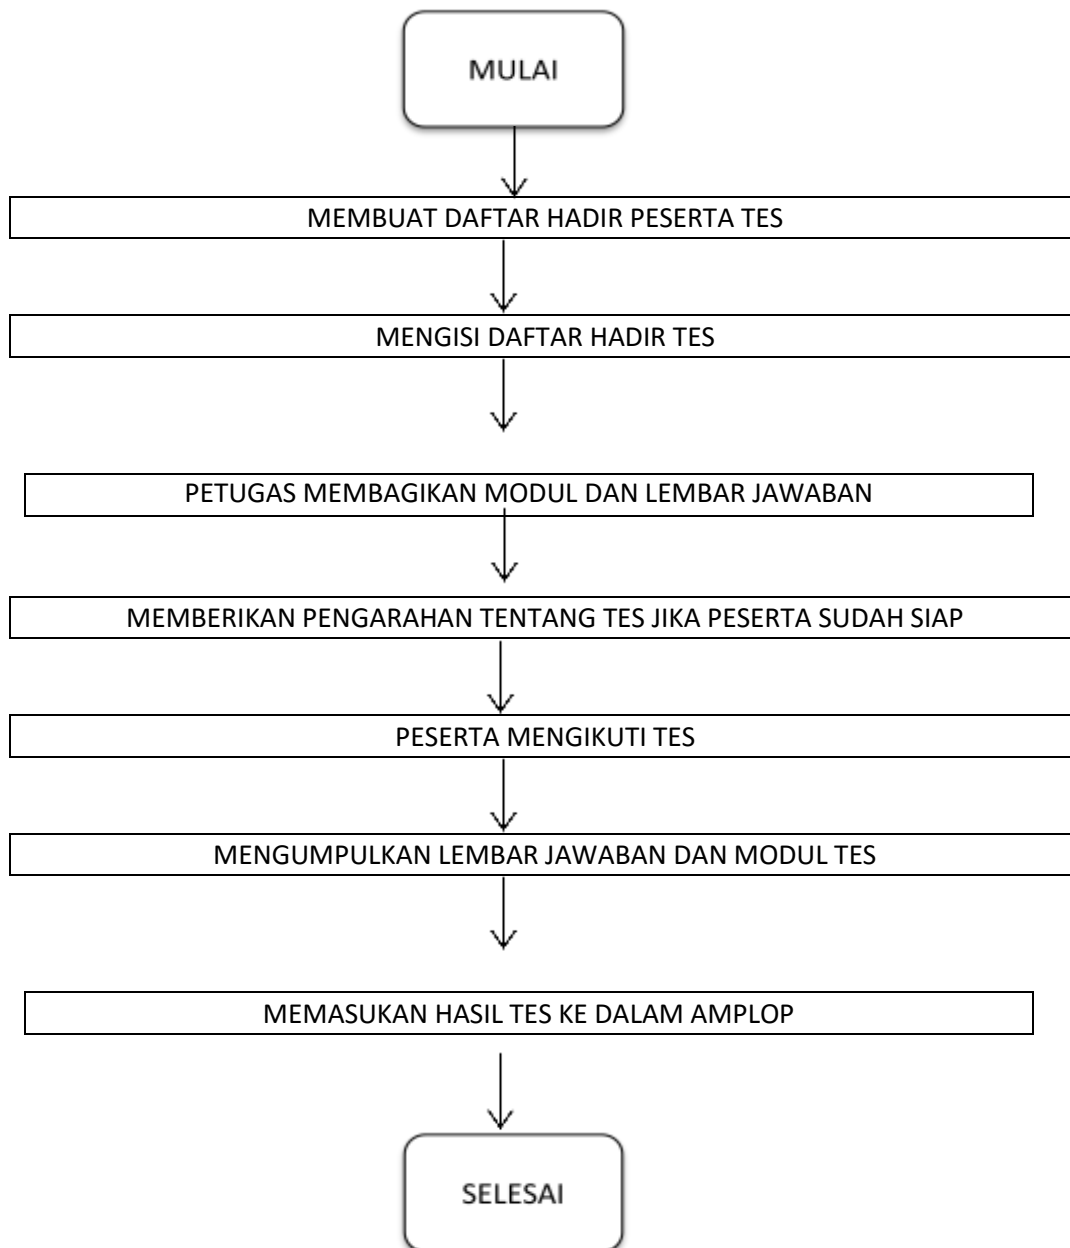 MULAI
MEMBUAT DAFTAR HADIR PESERTA TES
MENGISI DAFTAR HADIR TES
PETUGAS MEMBAGIKAN MODUL DAN LEMBAR JAWABAN
MEMBERIKAN PENGARAHAN TENTANG TES JIKA PESERTA SUDAH SIAP
PESERTA MENGIKUTI TES
MENGUMPULKAN LEMBAR JAWABAN DAN MODUL TES
MEMASUKAN HASIL TES KE DALAM AMPLOP
SELESAI